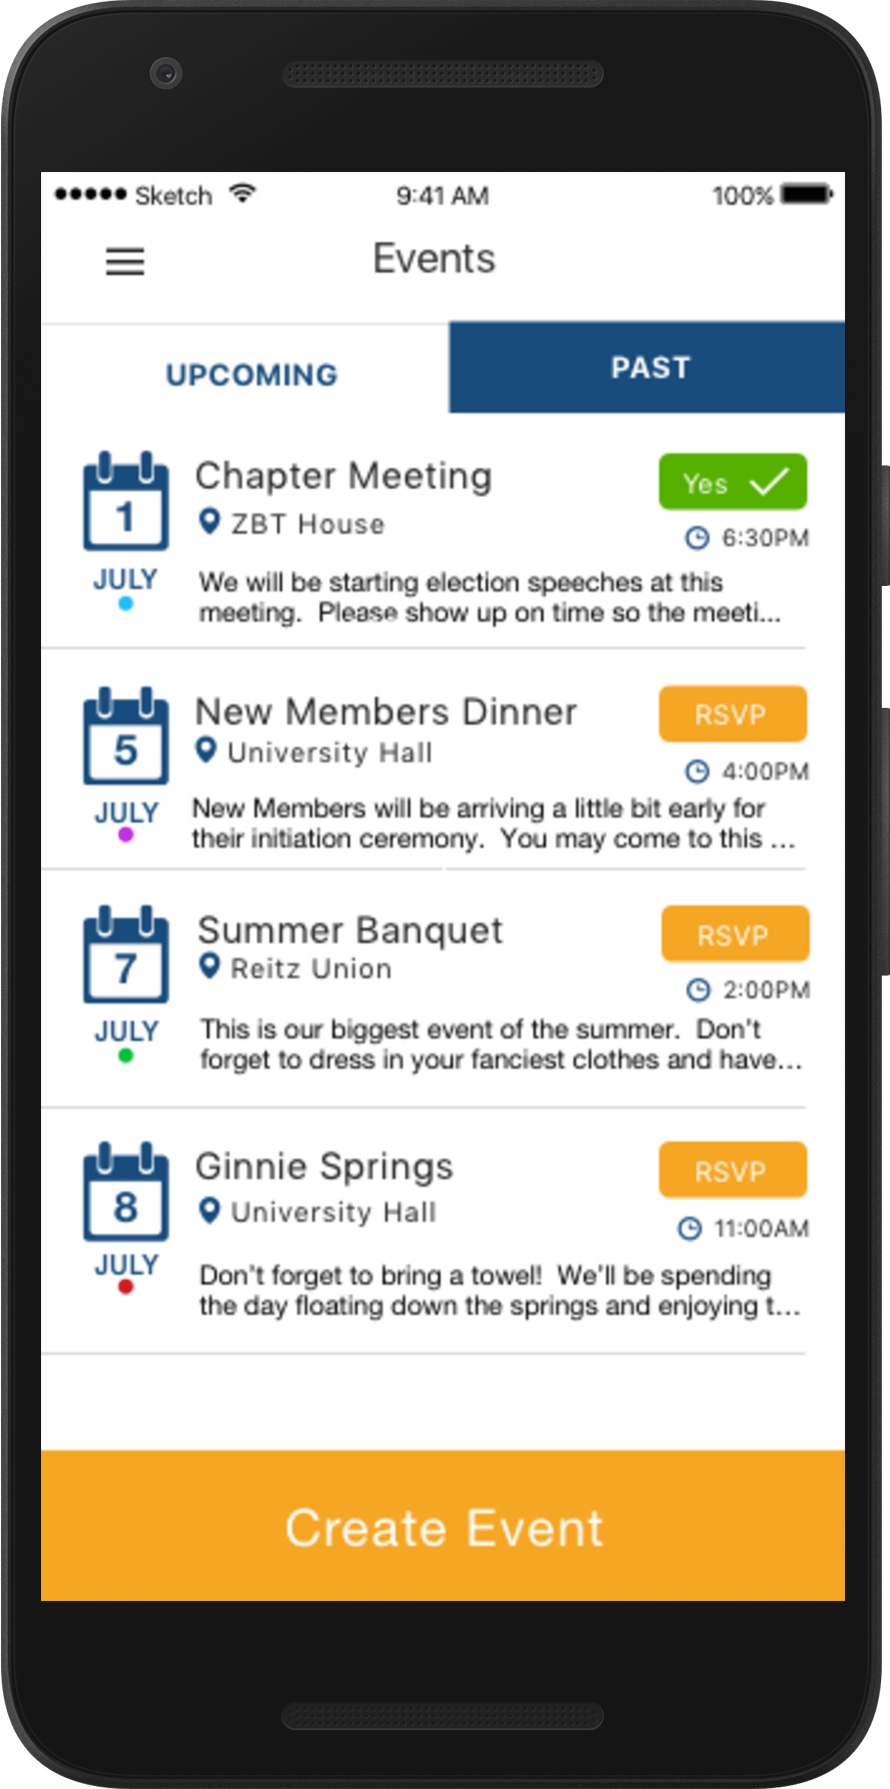 Sketch 9:41 AM 100%
Events
UPCOMING PAST
1 Chapter Meeting Yes
ZBT House
6:30PM
JULY
We will be starting election speeches at this
meeting.  Please show up on time so the meeti...
5 New Members Dinner RSVP
University Hall
4:00PM
JULY
New Members will be arriving a little bit early for
their initiation ceremony.  You may come to this ...
7 Summer Banquet RSVP
Reitz Union
2:00PM
JULY
This is our biggest event of the summer.  Don't
forget to dress in your fanciest clothes and have...
8 Ginnie Springs RSVP
University Hall
11:00AM
JULY
Don't forget to bring a towel!  We'll be spending
the day floating down the springs and enjoying t...
Create Event